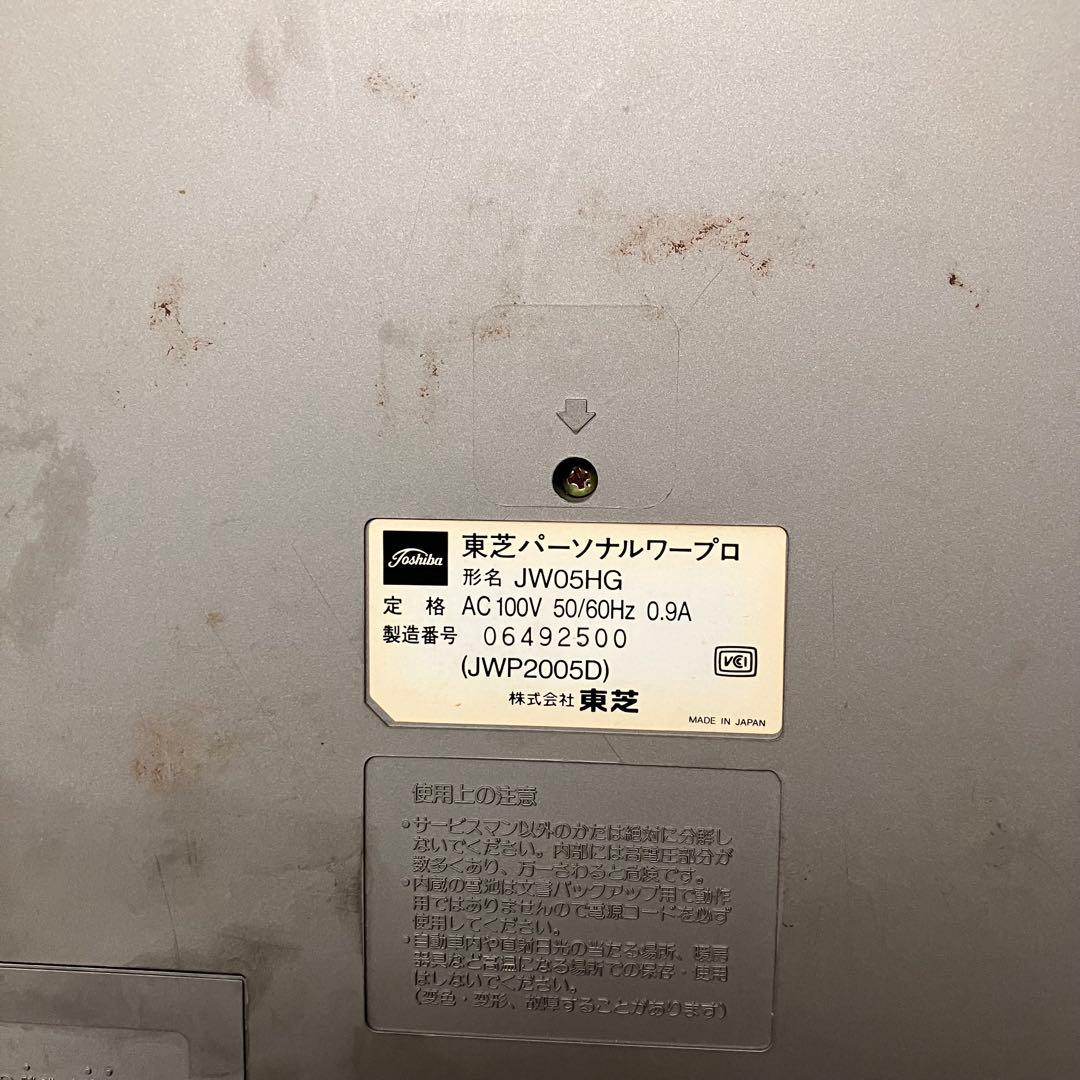 Toshiba 東芝パーソナルワープロ
形名 JW05HG
定 格 AC100V 50/60Hz 0.9A
製造番号 06492500
(JWP2005D)
VCCI
株式会社 東芝
MADE IN JAPAN
使用上の注意
•サービスマン以外のかたは絶対に分解し
ないでください。内部には高電圧部分が
数多くあり、万一さわると危険です。
•内蔵の電池は文書バックアップ用で動作
用ではありませんので電源コードを必ず
使用してください。
•自動車内や直射日光の当たる場所、暖房
器具など高温になる場所での保存・使用
はしないでください。
(変色・変形、故障することがあります)